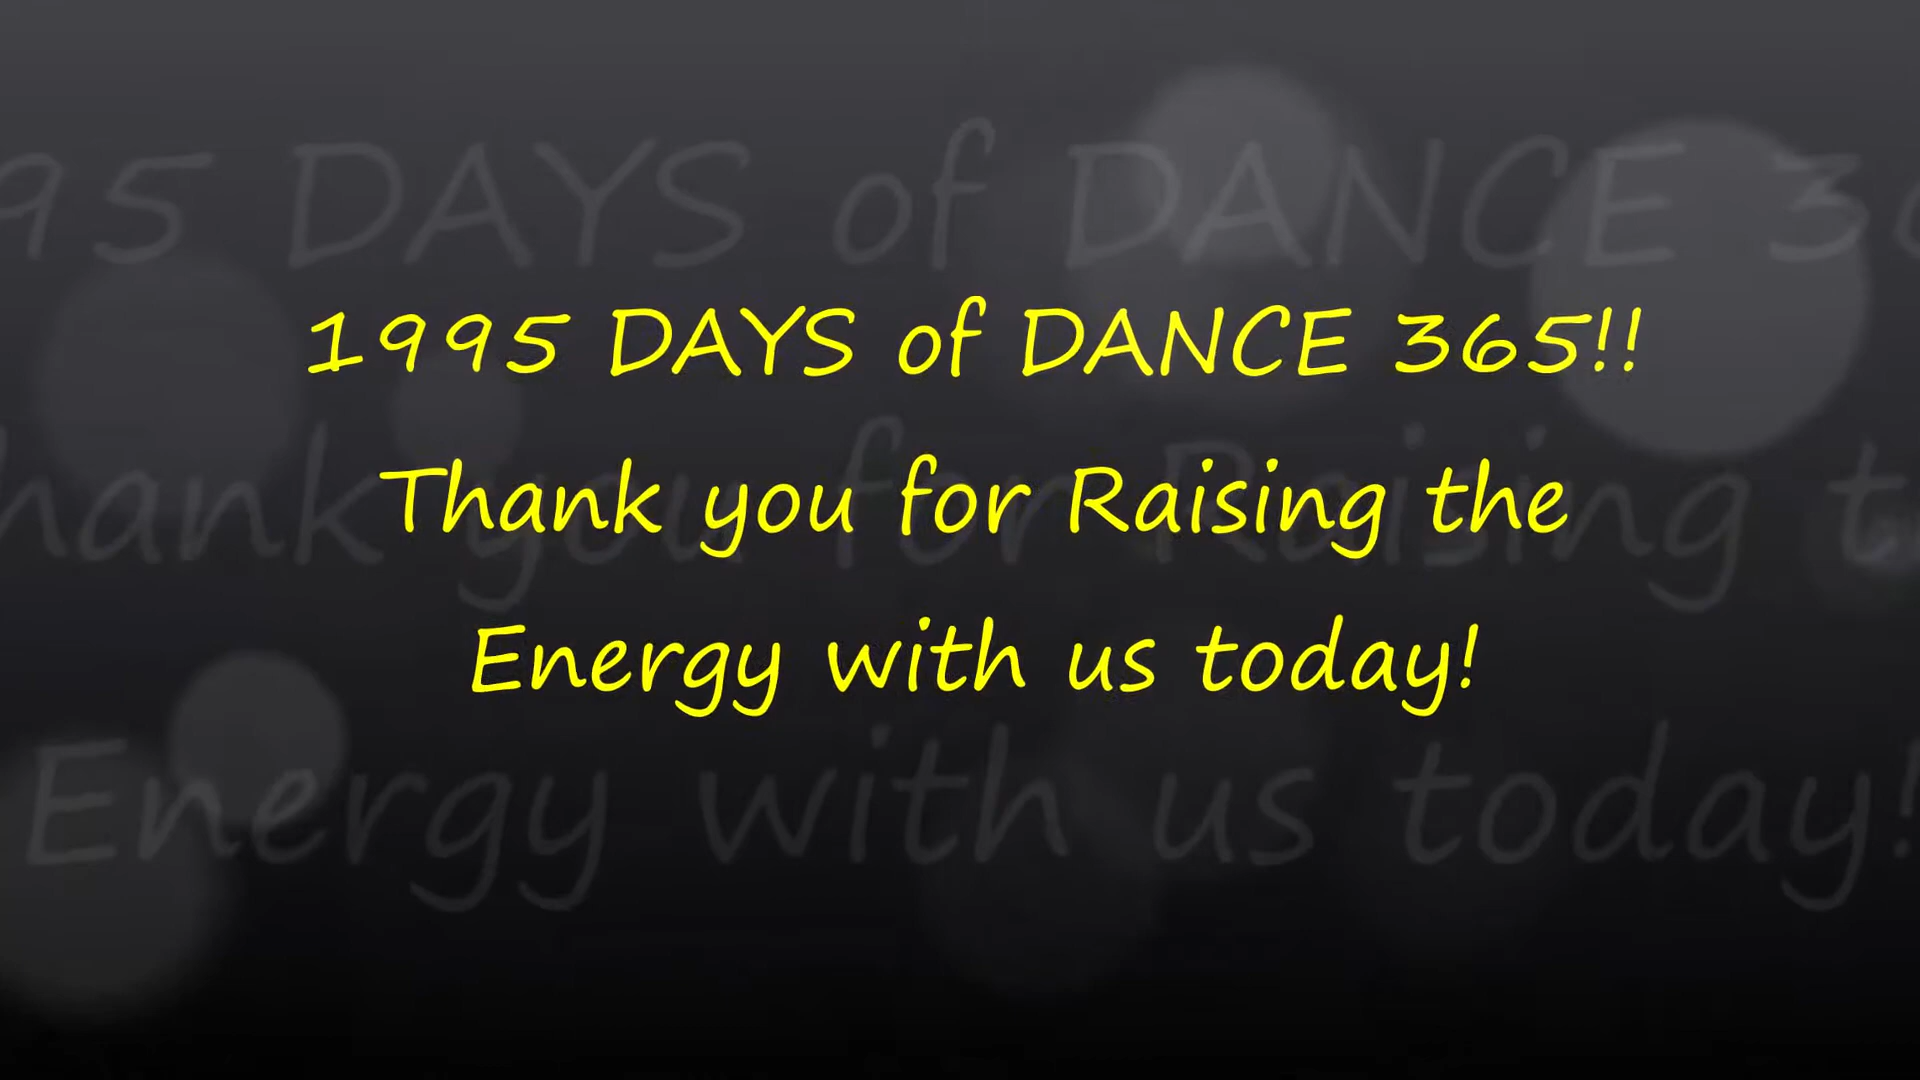 1995 DAYS of DANCE 365!!
Thank you for Raising the
Energy with us today!